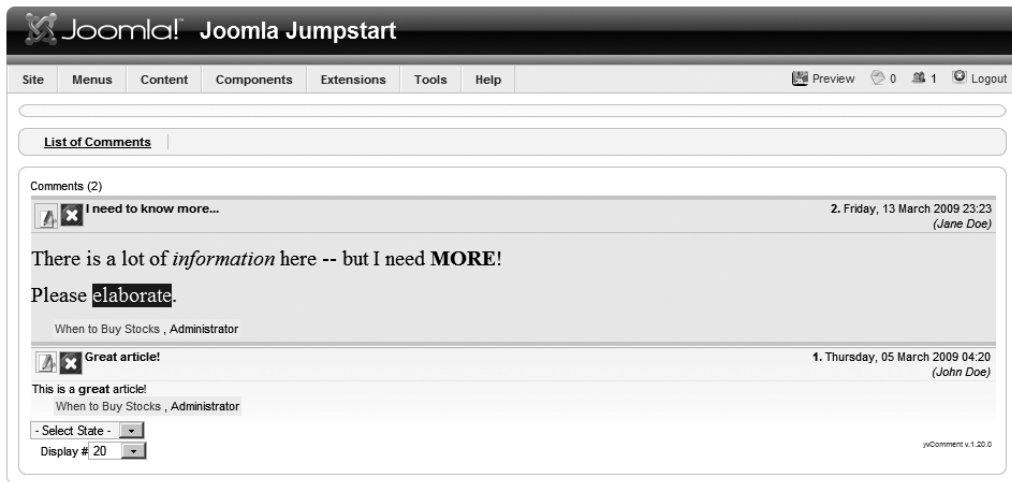 Joomla! Joomla Jumpstart
Site Menus Content Components Extensions Tools Help Preview 0 1 Logout
List of Comments
Comments (2)
I need to know more... 2. Friday, 13 March 2009 23:23
(Jane Doe)
There is a lot of information here -- but I need MORE!
Please elaborate.
When to Buy Stocks , Administrator
Great article! 1. Thursday, 05 March 2009 04:20
(John Doe)
This is a great article!
When to Buy Stocks , Administrator
- Select State -
Display # 20 yvComment v.1.20.0